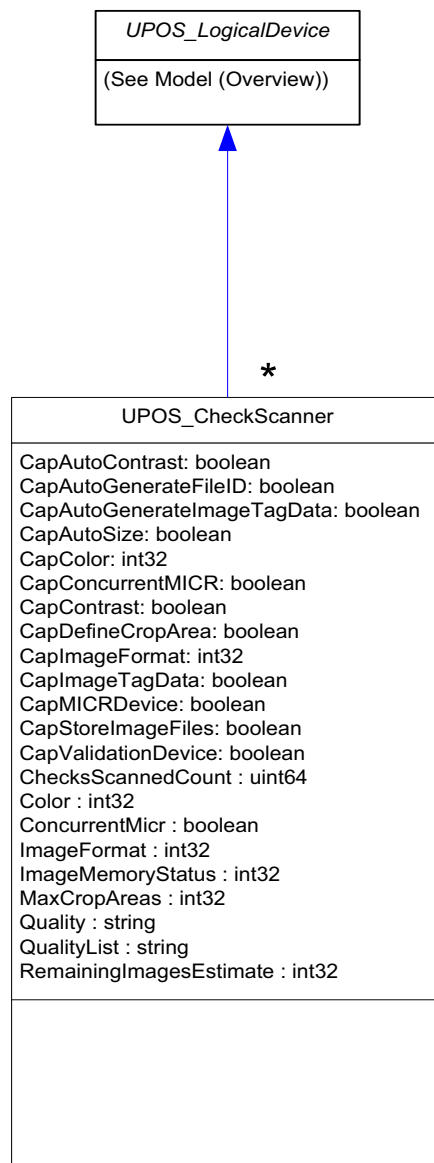 UPOS_LogicalDevice
(See Model (Overview))
*
UPOS_CheckScanner
CapAutoContrast: boolean
CapAutoGenerateFileID: boolean
CapAutoGenerateImageTagData: boolean
CapAutoSize: boolean
CapColor: int32
CapConcurrentMICR: boolean
CapContrast: boolean
CapDefineCropArea: boolean
CapImageFormat: int32
CapImageTagData: boolean
CapMICRDevice: boolean
CapStoreImageFiles: boolean
CapValidationDevice: boolean
ChecksScannedCount : uint64
Color : int32
ConcurrentMicr : boolean
ImageFormat : int32
ImageMemoryStatus : int32
MaxCropAreas : int32
Quality : string
QualityList : string
RemainingImagesEstimate : int32